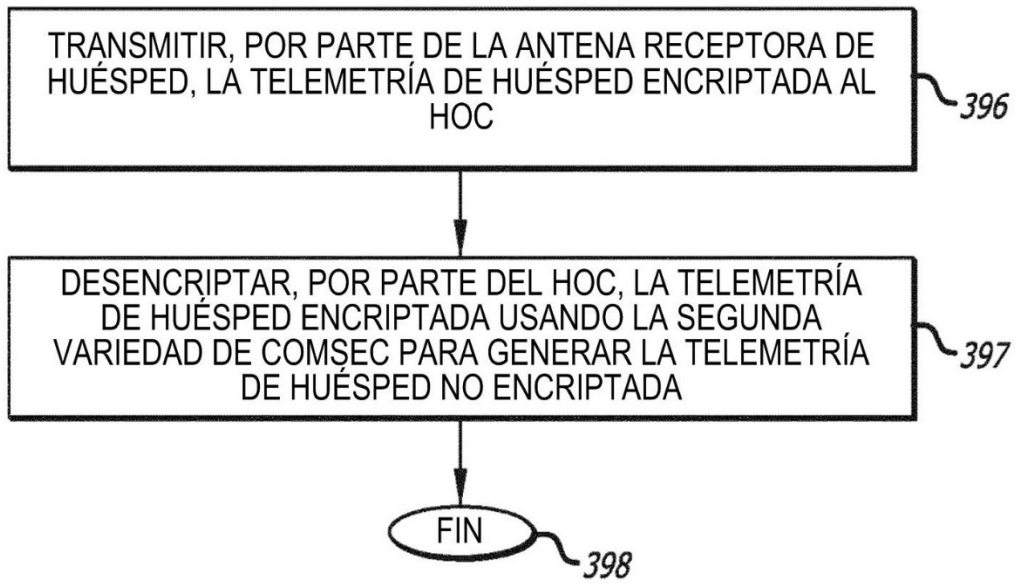 TRANSMITIR, POR PARTE DE LA ANTENA RECEPTORA DE
HUÉSPED, LA TELEMETRÍA DE HUÉSPED ENCRIPTADA AL
HOC
396
DESENCRIPTAR, POR PARTE DEL HOC, LA TELEMETRÍA
DE HUÉSPED ENCRIPTADA USANDO LA SEGUNDA
VARIEDAD DE COMSEC PARA GENERAR LA TELEMETRÍA
DE HUÉSPED NO ENCRIPTADA
397
FIN
398